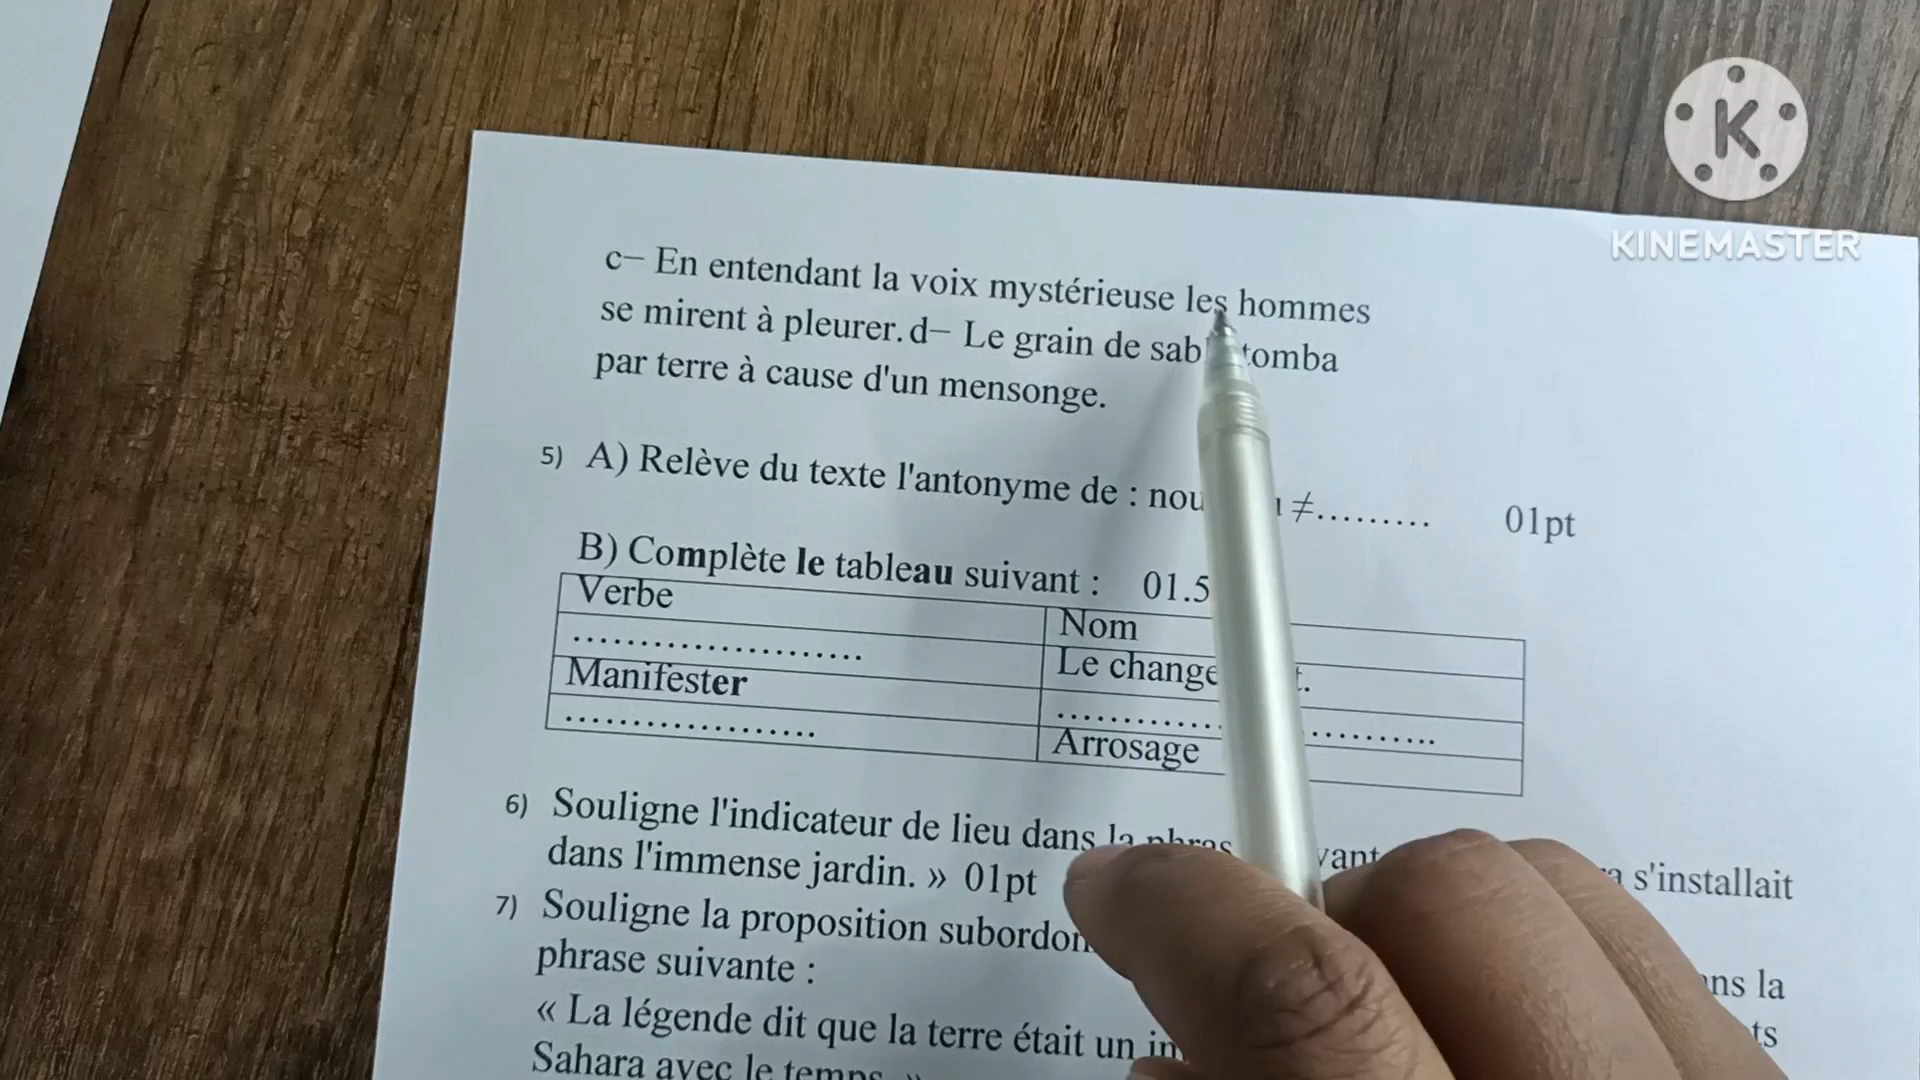 K
KINEMASTER
c– En entendant la voix mystérieuse les hommes
se mirent à pleurer. d– Le grain de sab tomba
par terre à cause d'un mensonge.
5) A) Relève du texte l'antonyme de : nou ≠......... 01pt
B) Complète le tableau suivant : 01.5
Verbe Nom
...................... Le change t.
Manifester ......................
................... Arrosage
6) Souligne l'indicateur de lieu dans la phras vant s'installait
dans l'immense jardin. » 01pt
7) Souligne la proposition subordon ns la
phrase suivante :
« La légende dit que la terre était un im ts
Sahara avec le temps. »